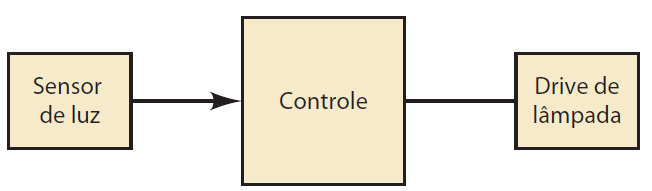 Sensor
de luz
Controle
Drive de
lâmpada